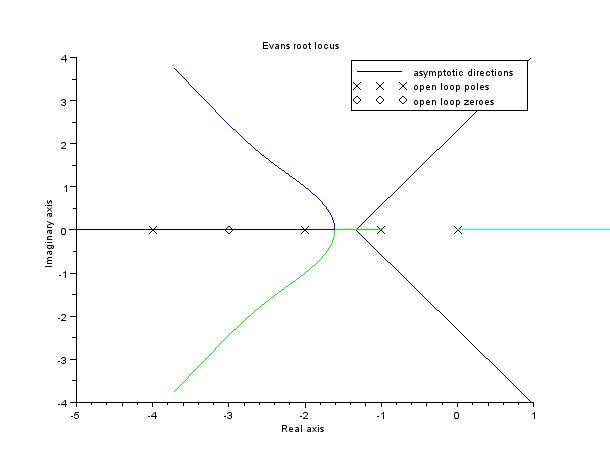 Evans root locus
asymptotic directions
open loop poles
open loop zeroes
4
3
2
1
0
-1
-2
-3
-4
Imaginary axis
-5 -4 -3 -2 -1 0 1
Real axis